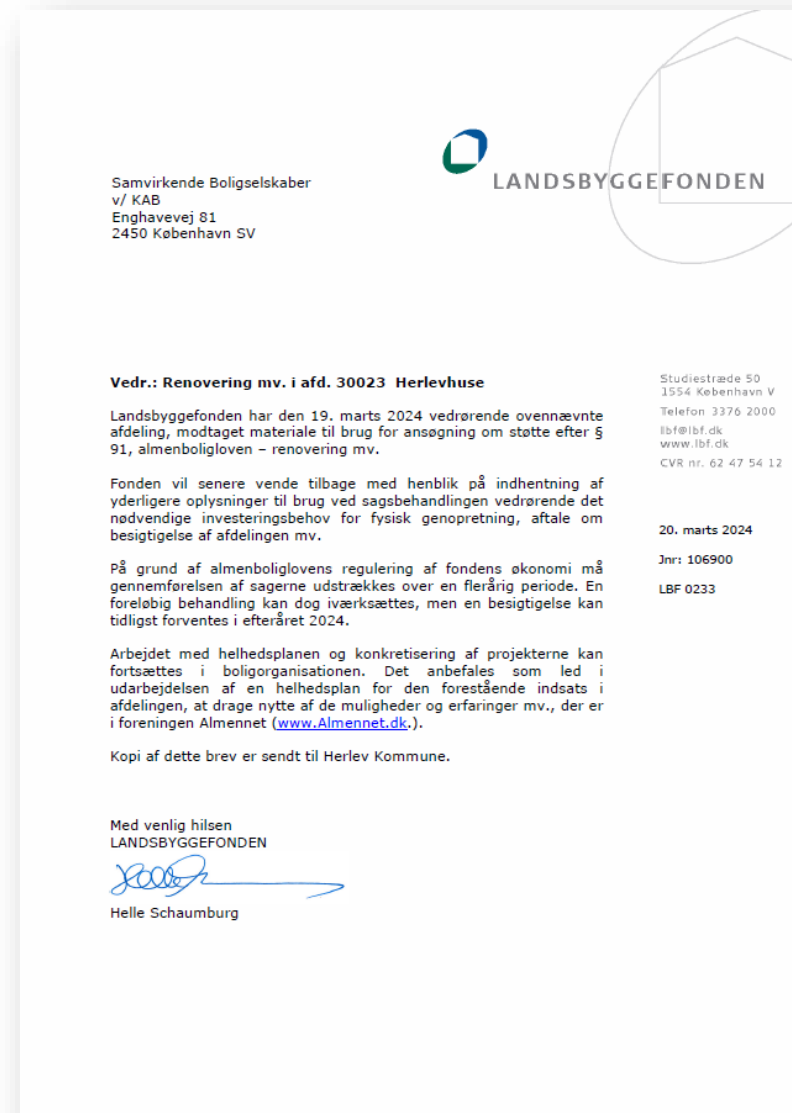 Samvirkende Boligselskaber
v/ KAB
Enghavevej 81
2450 København SV
LANDSBYGGEFONDEN
Vedr.: Renovering mv. i afd. 30023 Herlevhuse
Landsbyggefonden har den 19. marts 2024 vedrørende ovennævnte
afdeling, modtaget materiale til brug for ansøgning om støtte efter §
91, almenboligloven – renovering mv.
Fonden vil senere vende tilbage med henblik på indhentning af
yderligere oplysninger til brug ved sagsbehandlingen vedrørende det
nødvendige investeringsbehov for fysisk genopretning, aftale om
besigtigelse af afdelingen mv.
På grund af almenboliglovens regulering af fondens økonomi må
gennemførelsen af sagerne udstrækkes over en flerårig periode. En
foreløbig behandling kan dog iværksættes, men en besigtigelse kan
tidligst forventes i efteråret 2024.
Arbejdet med helhedsplanen og konkretisering af projekterne kan
fortsættes i boligorganisationen. Det anbefales som led i
udarbejdelsen af en helhedsplan for den forestående indsats i
afdelingen, at drage nytte af de muligheder og erfaringer mv., der er
i foreningen Almennet (www.Almennet.dk.).
Kopi af dette brev er sendt til Herlev Kommune.
Med venlig hilsen
LANDSBYGGEFONDEN
Helle Schaumburg
Studiestræde 50
1554 København V
Telefon 3376 2000
lbf@lbf.dk
www.lbf.dk
CVR nr. 62 47 54 12
20. marts 2024
Jnr: 106900
LBF 0233